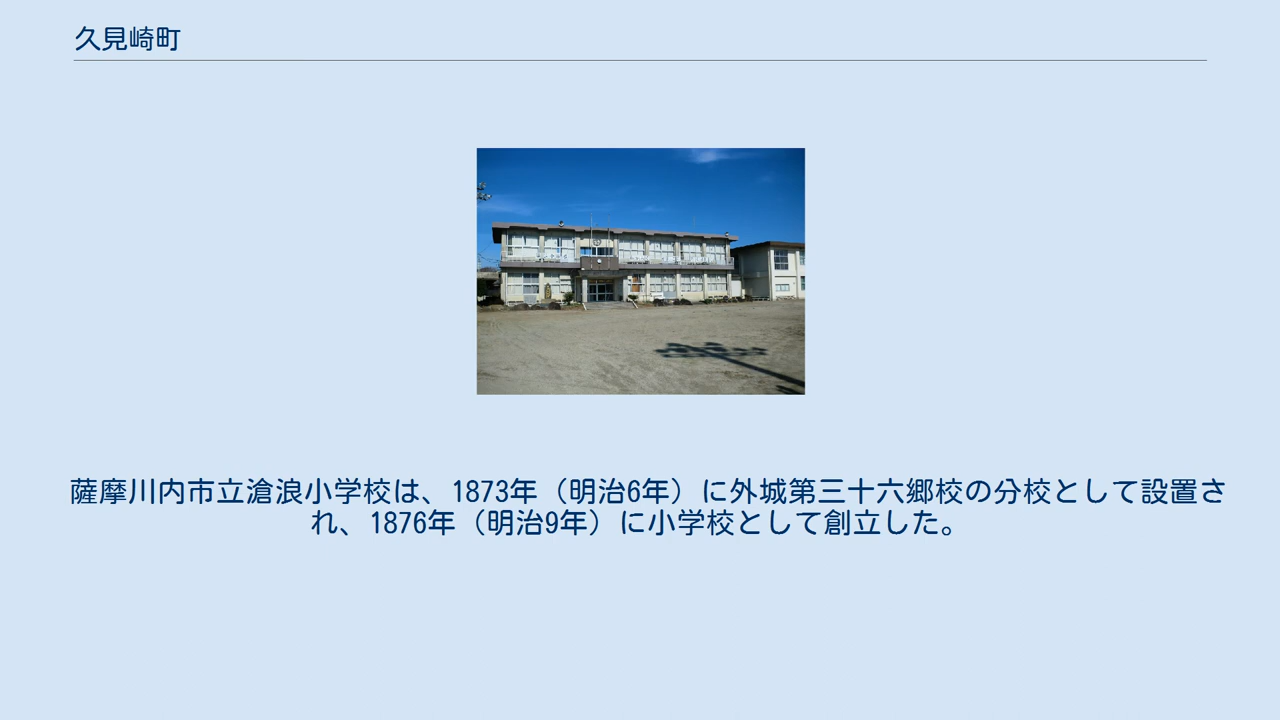 久見崎町
薩摩川内市立滄浪小学校は、1873年（明治6年）に外城第三十六郷校の分校として設置さ
れ、1876年（明治9年）に小学校として創立した。